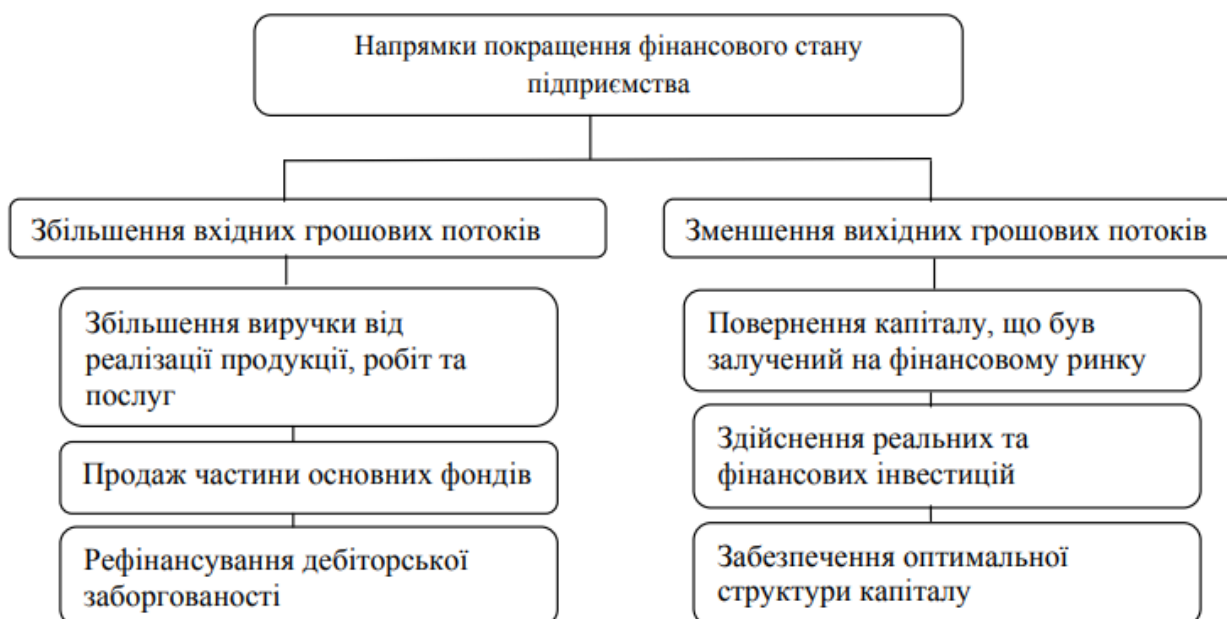 Напрямки покращення фінансового стану
підприємства
Збільшення вхідних грошових потоків
Збільшення виручки від
реалізації продукції, робіт та
послуг
Продаж частини основних фондів
Рефінансування дебіторської
заборгованості
Зменшення вихідних грошових потоків
Повернення капіталу, що був
залучений на фінансовому ринку
Здійснення реальних та
фінансових інвестицій
Забезпечення оптимальної
структури капіталу